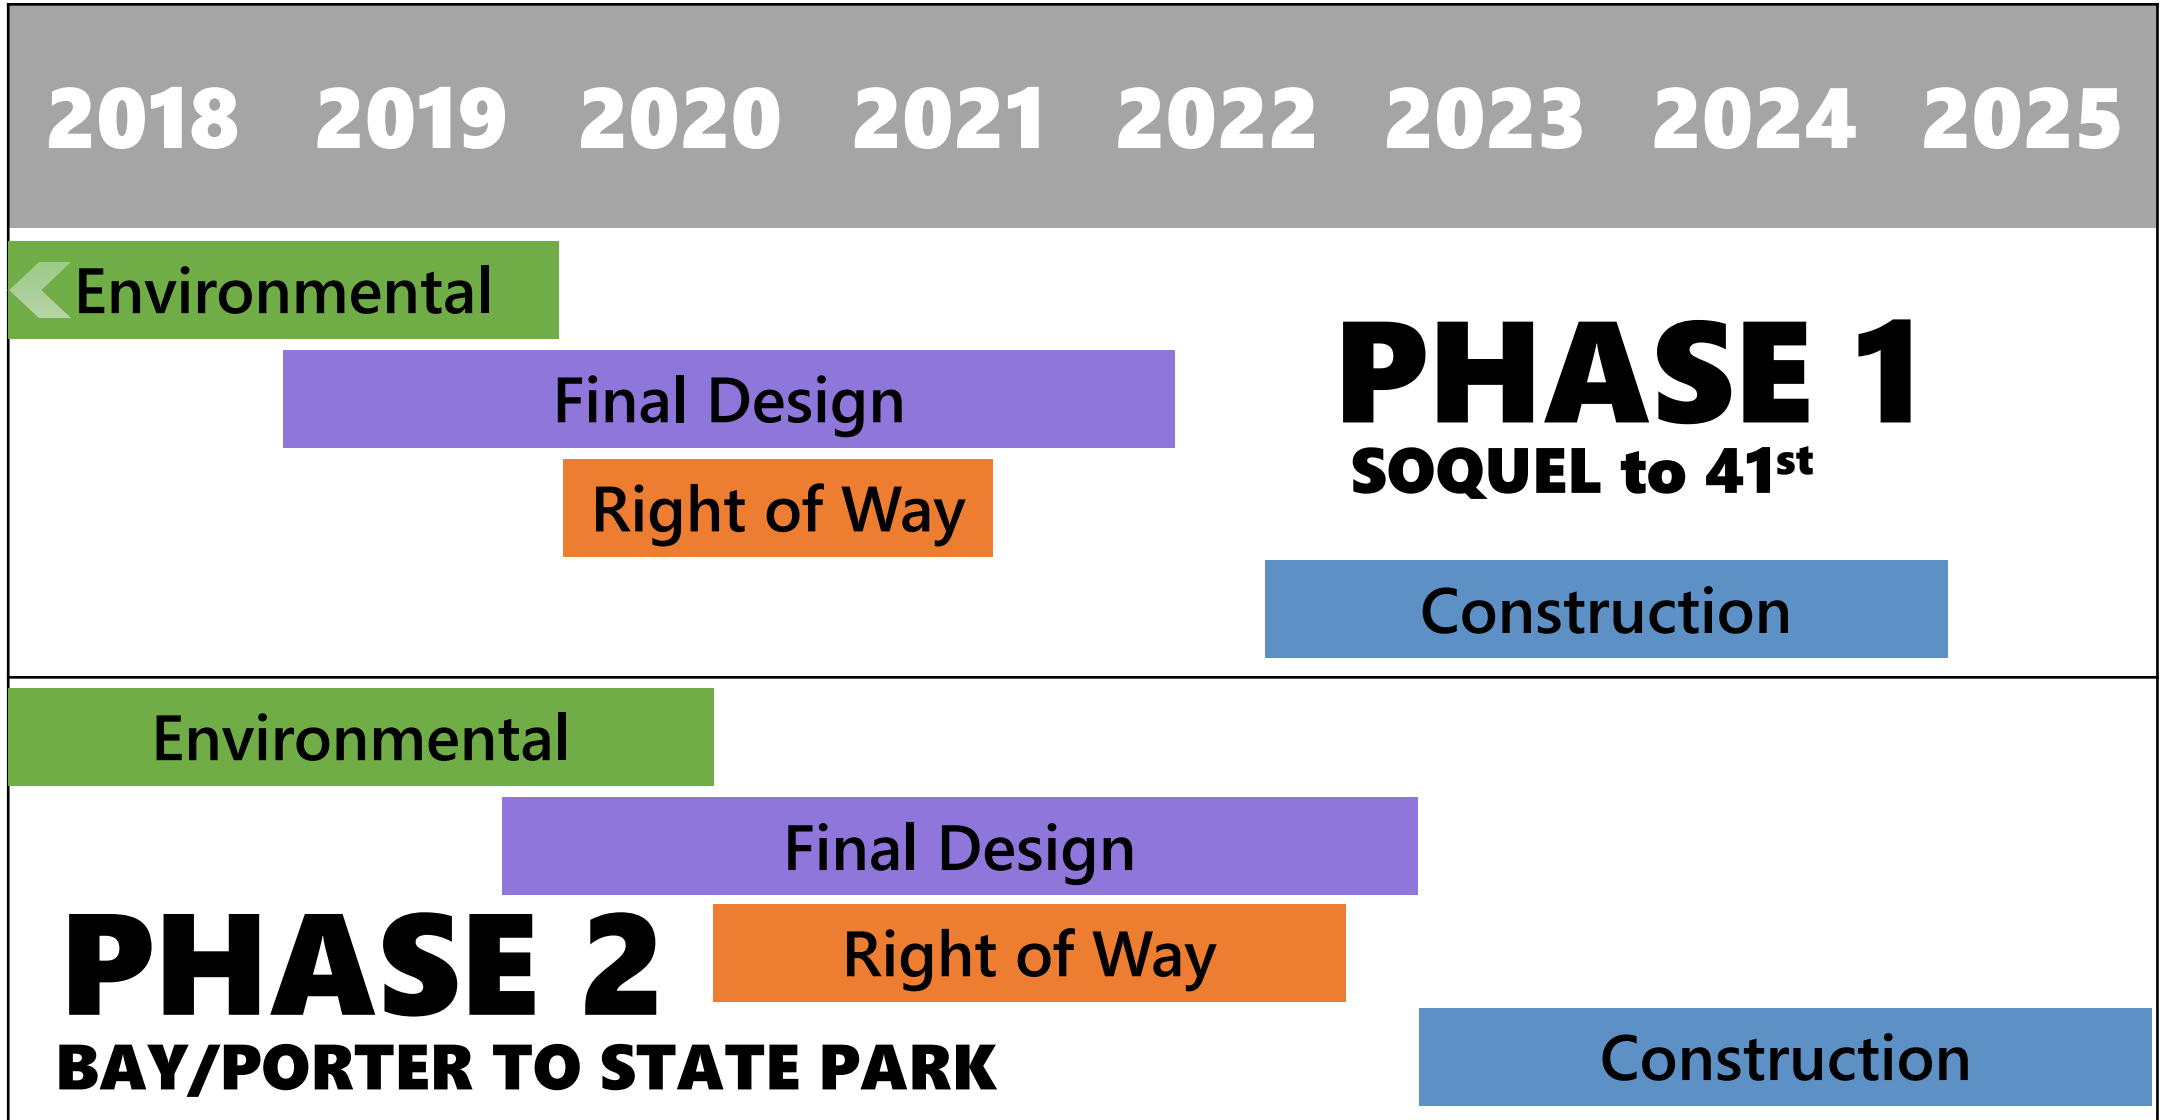 2018 2019 2020 2021 2022 2023 2024 2025
Environmental
Final Design
Right of Way
PHASE 1
SOQUEL to 41st
Construction
Environmental
Final Design
Right of Way
PHASE 2
BAY/PORTER TO STATE PARK
Construction